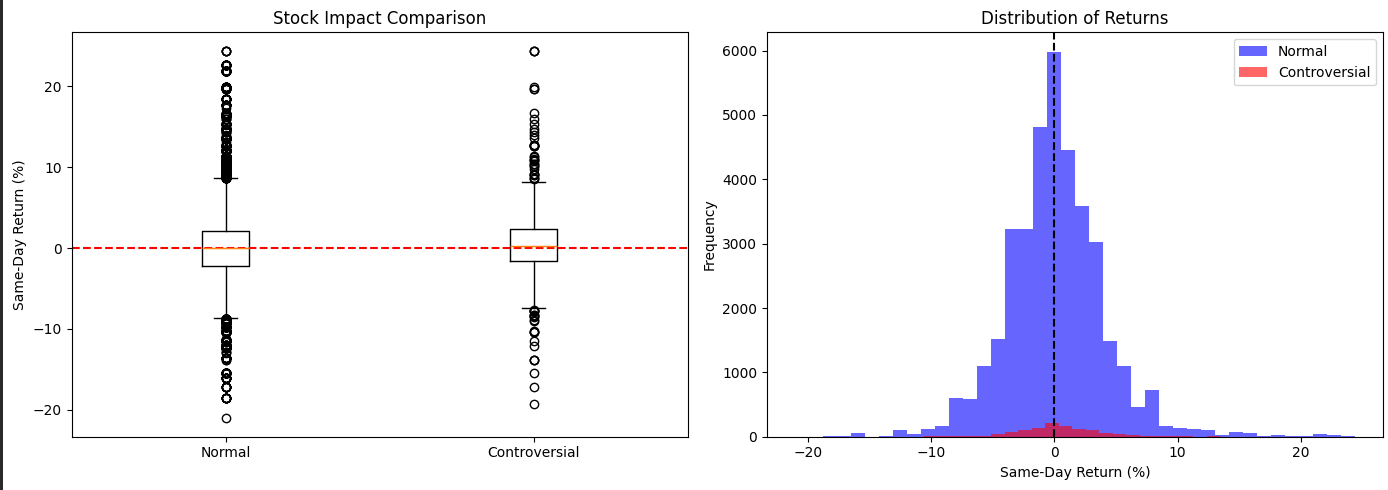 Stock Impact Comparison
Same-Day Return (%)
20
10
0
−10
−20
Normal
Controversial
Distribution of Returns
Frequency
6000
5000
4000
3000
2000
1000
0
Normal
Controversial
−20
−10
0
10
20
Same-Day Return (%)